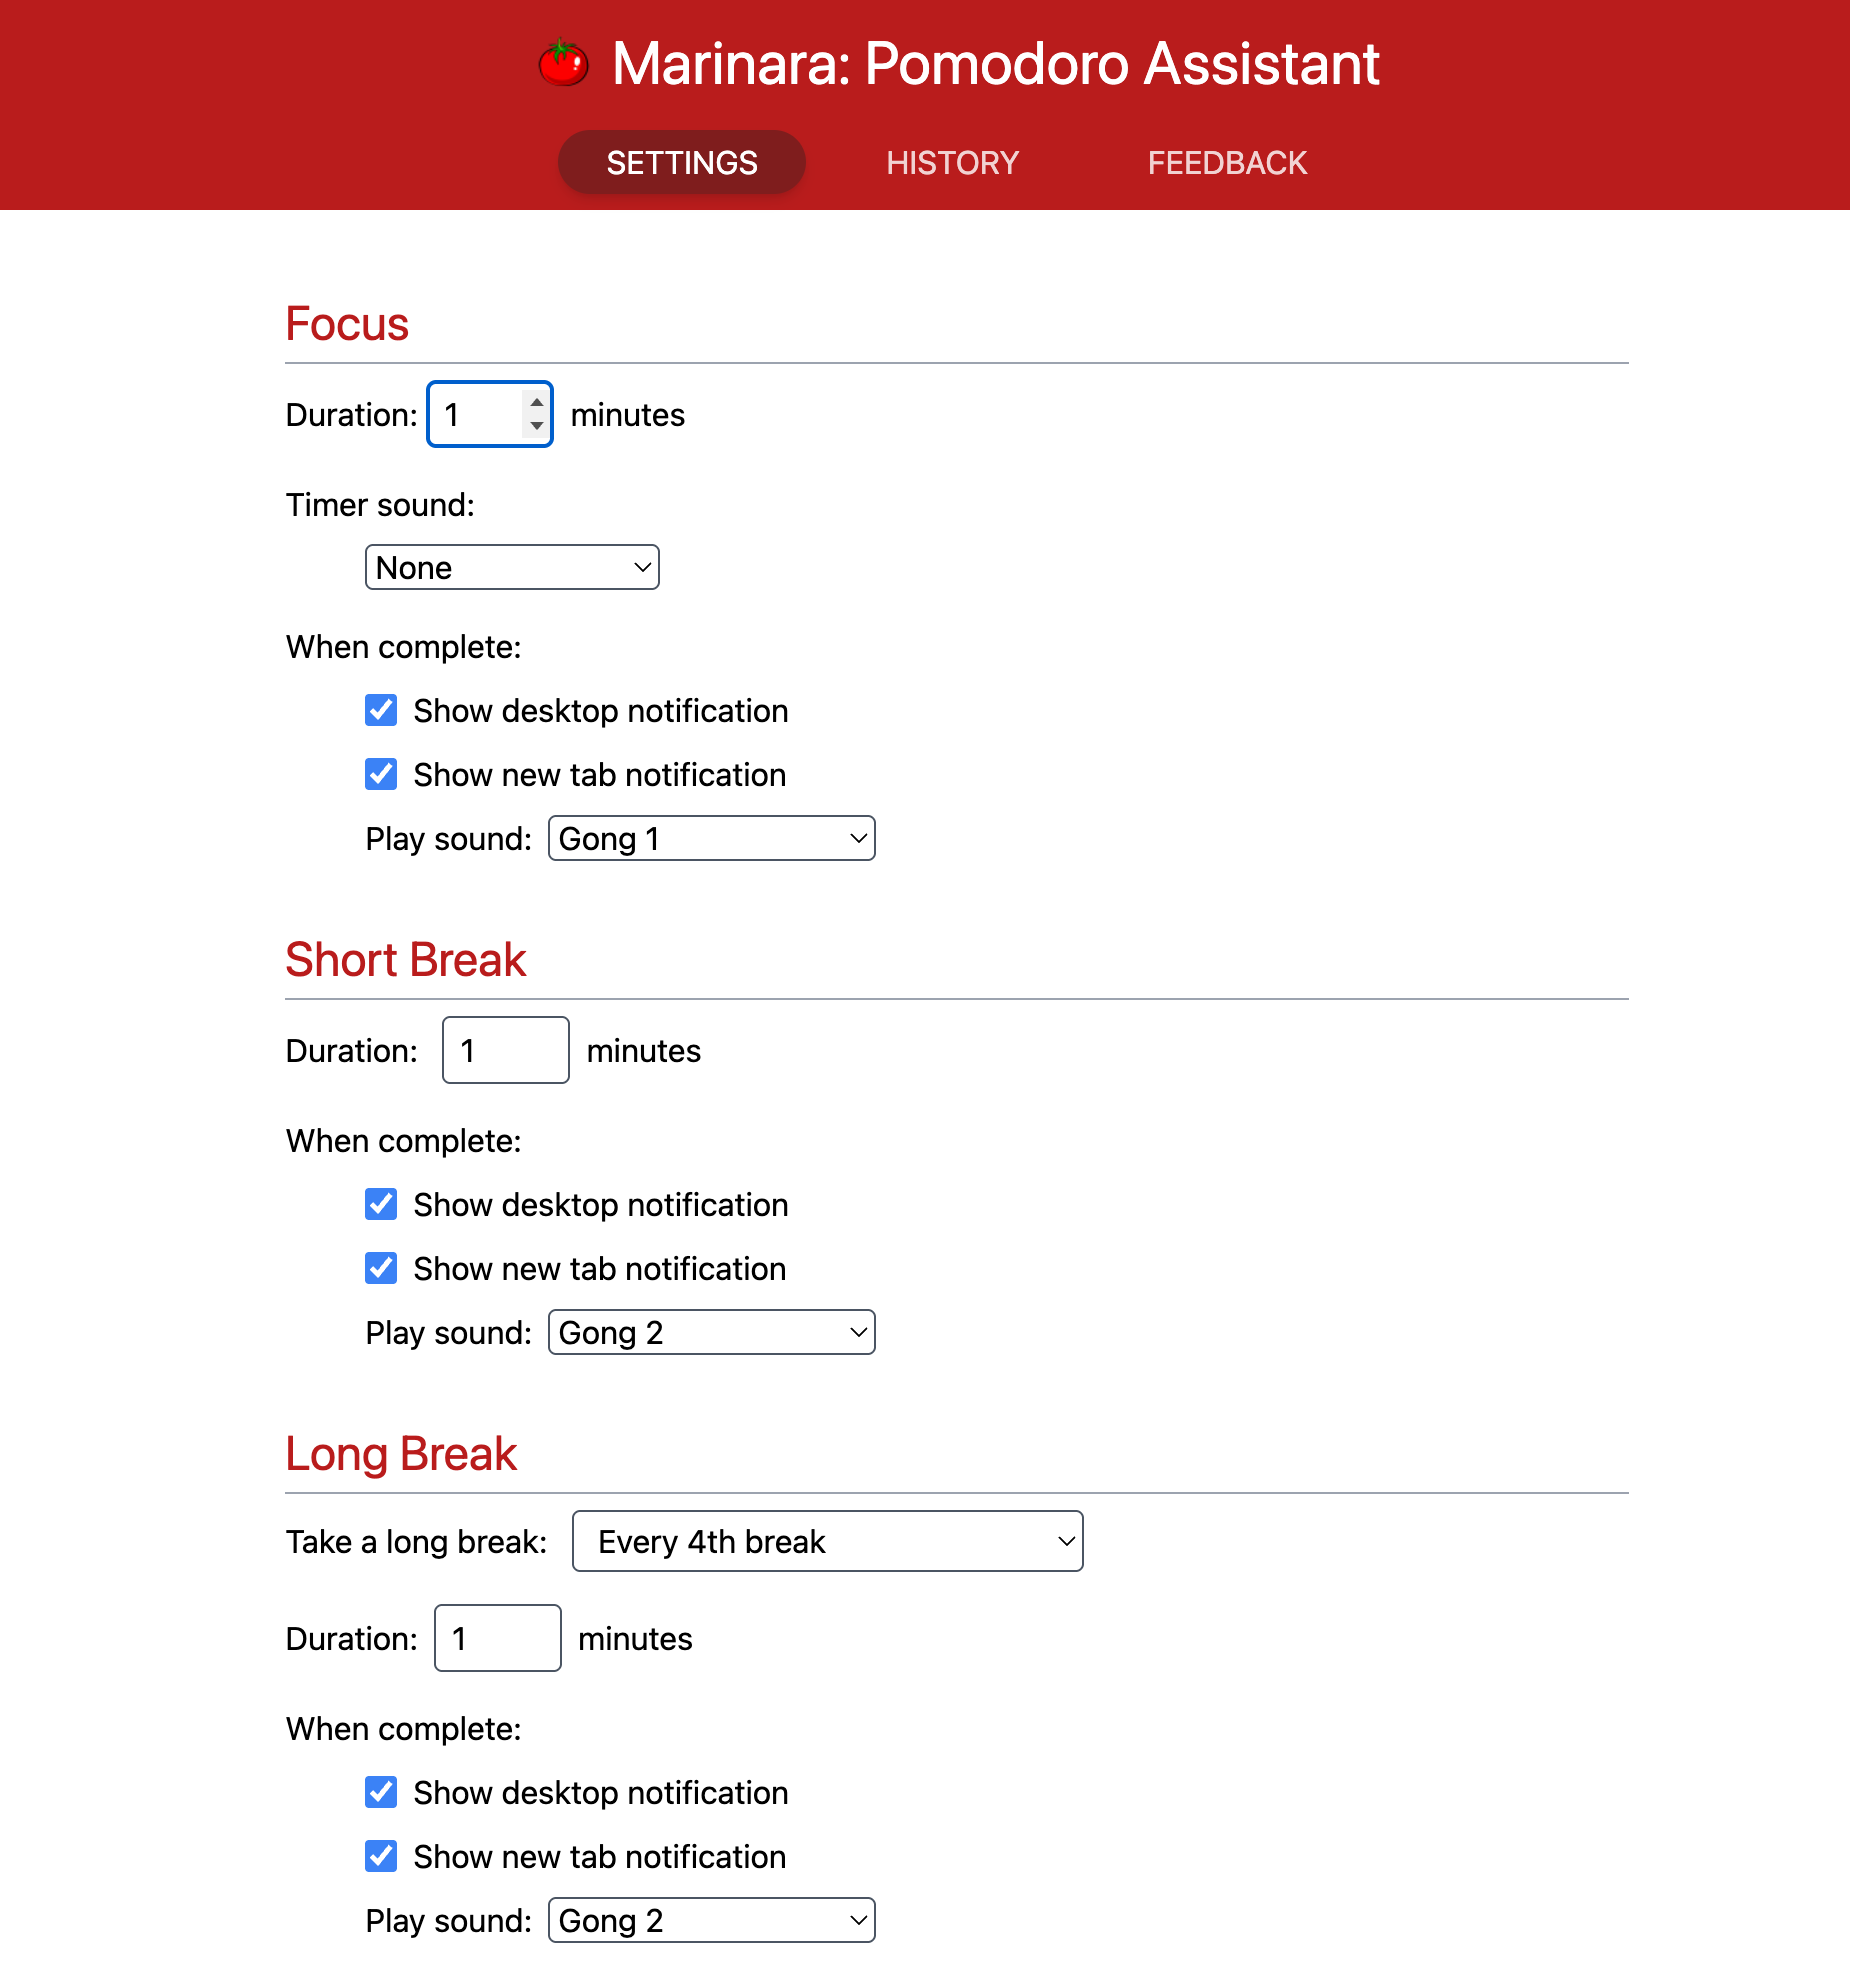 Marinara: Pomodoro Assistant
SETTINGS HISTORY FEEDBACK
Focus
Duration: 1 minutes
Timer sound:
None
When complete:
Show desktop notification
Show new tab notification
Play sound: Gong 1
Short Break
Duration: 1 minutes
When complete:
Show desktop notification
Show new tab notification
Play sound: Gong 2
Long Break
Take a long break: Every 4th break
Duration: 1 minutes
When complete:
Show desktop notification
Show new tab notification
Play sound: Gong 2